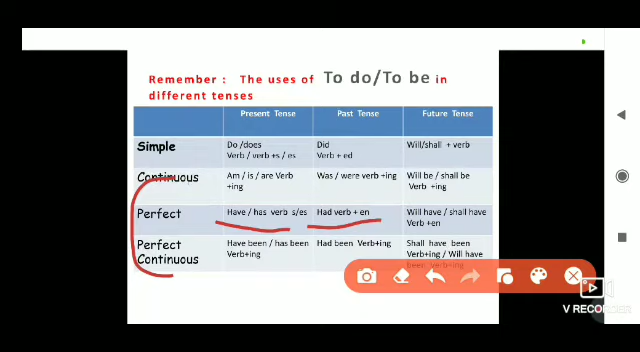 Remember : The uses of To do/To be in
different tenses
Present Tense Past Tense Future Tense
Simple Do /does Did Will/shall + verb
Verb / verb +s / es Verb + ed
Continuous Am / is / are Verb Was / were verb +ing Will be / shall be
+ing Verb +ing
Perfect Have / has verb s/es Had verb + en Will have / shall have
Verb +en
Perfect Have been / has been Had been Verb+ing Shall have been
Continuous Verb+ing Verb+ing / Will have
been Verb+ing
V RECORDER